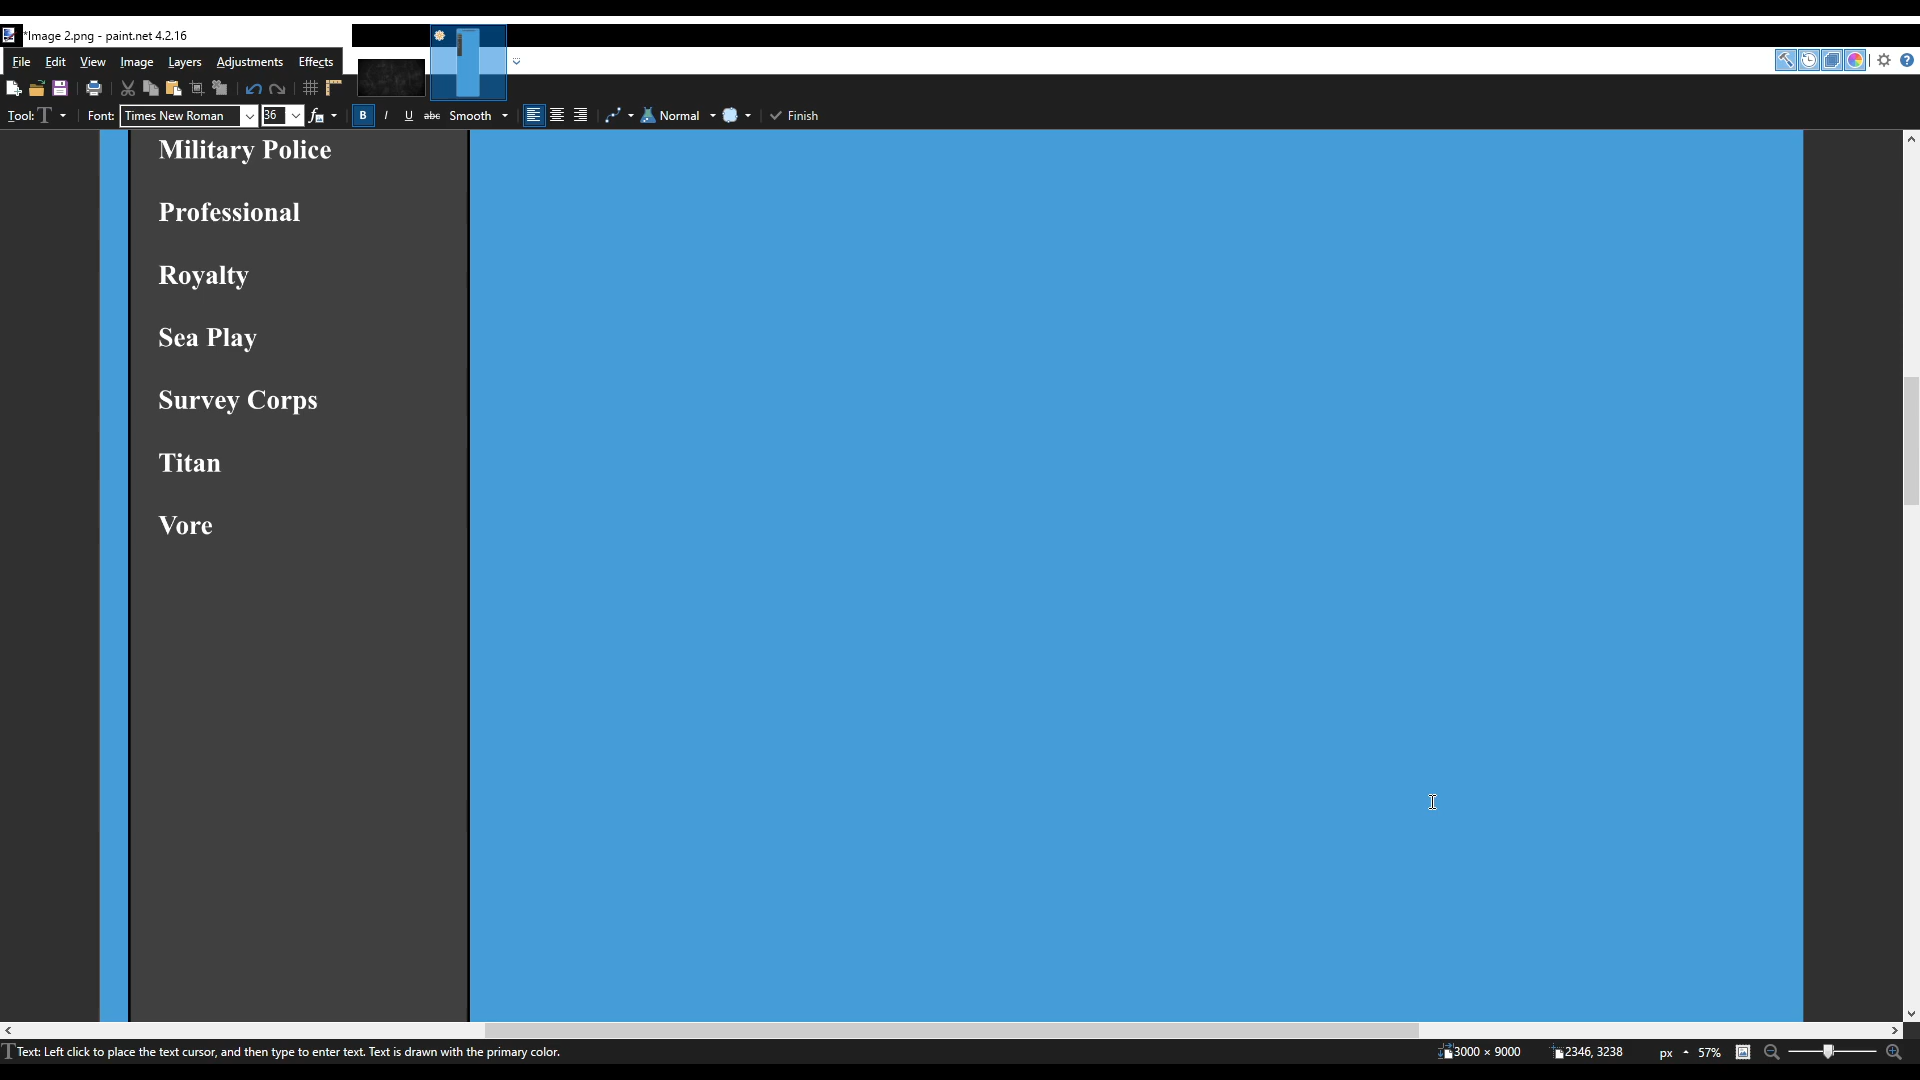 *Image 2.png - paint.net 4.2.16
File Edit View Image Layers Adjustments Effects
Tool: T Font: Times New Roman 36 fx B I U abc Smooth Normal Finish
Military Police
Professional
Royalty
Sea Play
Survey Corps
Titan
Vore
Text: Left click to place the text cursor, and then type to enter text. Text is drawn with the primary color.
3000 × 9000 2346, 3238 px 57%